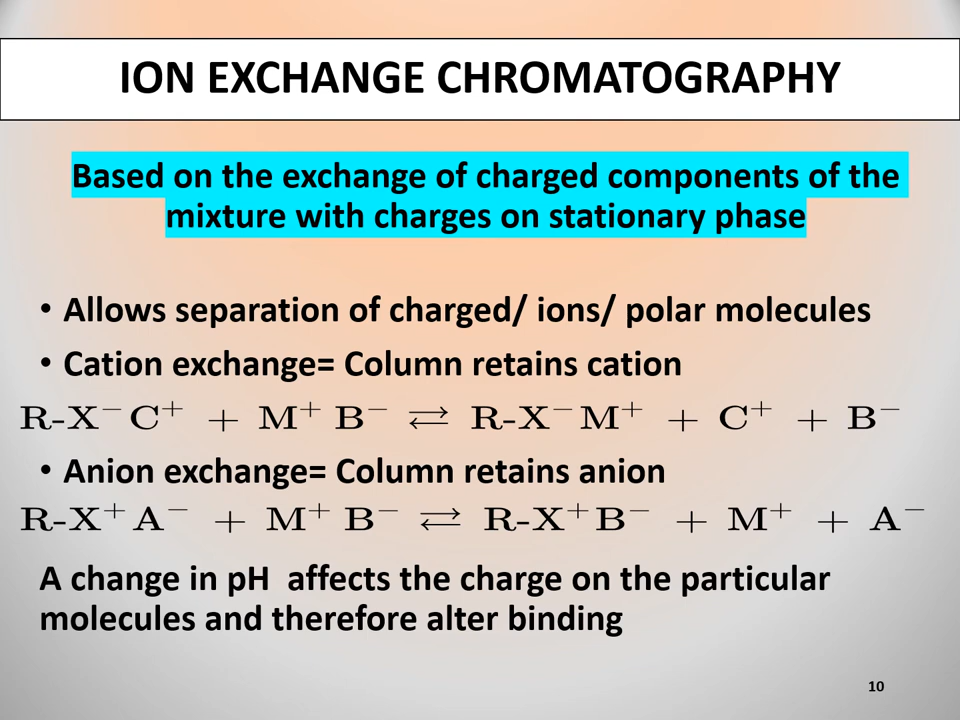 ION EXCHANGE CHROMATOGRAPHY
Based on the exchange of charged components of the
mixture with charges on stationary phase
• Allows separation of charged/ ions/ polar molecules
• Cation exchange= Column retains cation
R-X⁻C⁺ + M⁺ B⁻ ⇄ R-X⁻M⁺ + C⁺ + B⁻
• Anion exchange= Column retains anion
R-X⁺A⁻ + M⁺ B⁻ ⇄ R-X⁺B⁻ + M⁺ + A⁻
A change in pH affects the charge on the particular
molecules and therefore alter binding
10